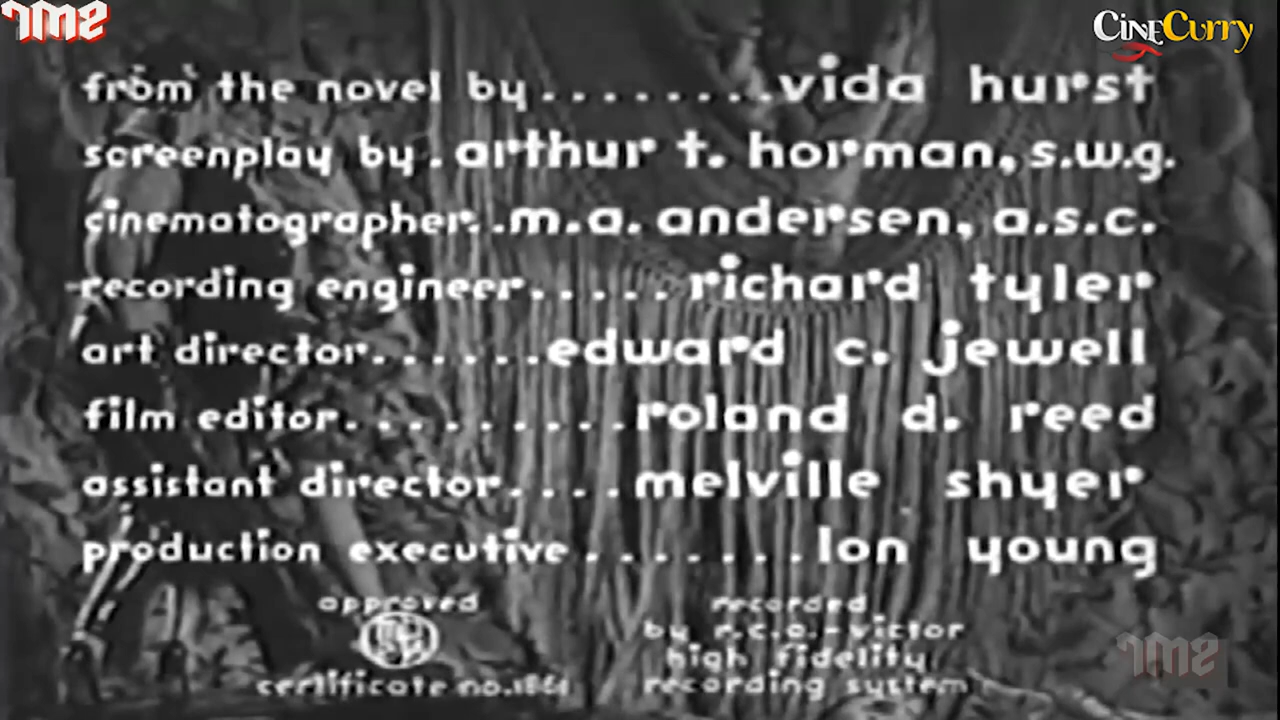 CineCurry
from the novel by.........vida hurst
screenplay by.arthur t. horman, s.w.g.
cinematographer..m.a. andersen, a.s.c.
recording engineer.....richard tyler
art director......edward c. jewell
film editor.........roland d. reed
assistant director....melville shyer
production executive.......lon young
approved
certificate no.
recorded
by r.c.a.-victor
high fidelity
recording system